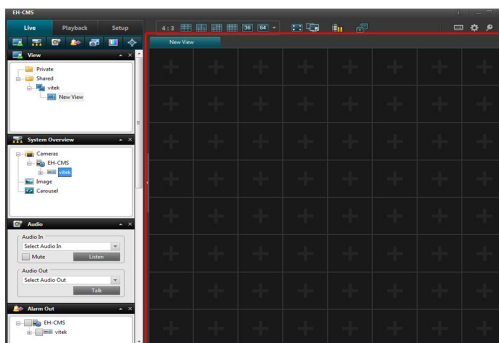 EH-CMS
Live Playback Setup
4:3 36 64
View
New View
Private
Shared
vitek
New View
System Overview
Cameras
EH-CMS
vitek
Image
Carousel
Audio
Audio In
Select Audio In
Mute Listen
Audio Out
Select Audio Out
Talk
Alarm Out
EH-CMS
vitek